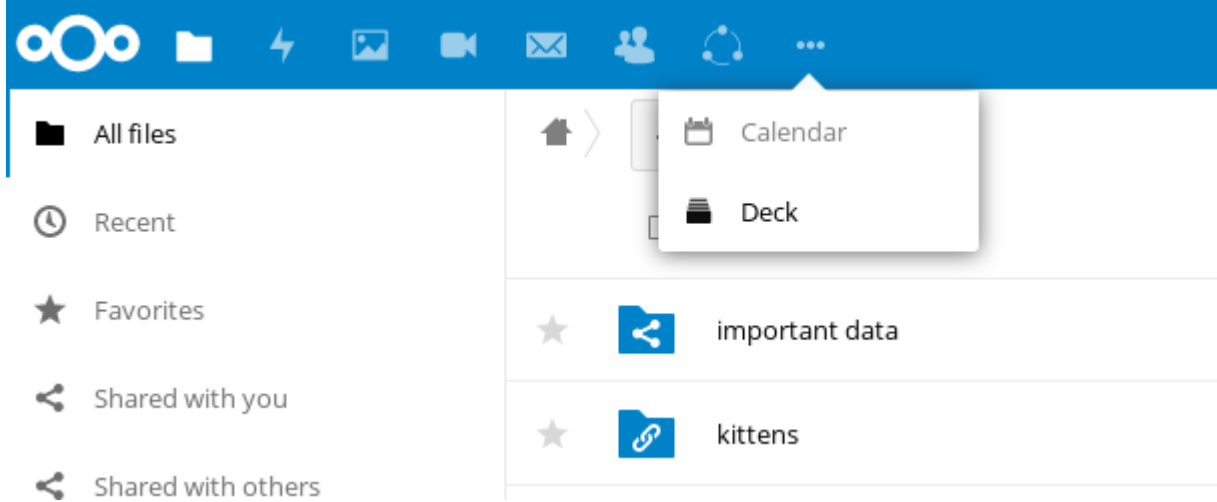 All files
Recent
Favorites
Shared with you
Shared with others
Calendar
Deck
important data
kittens